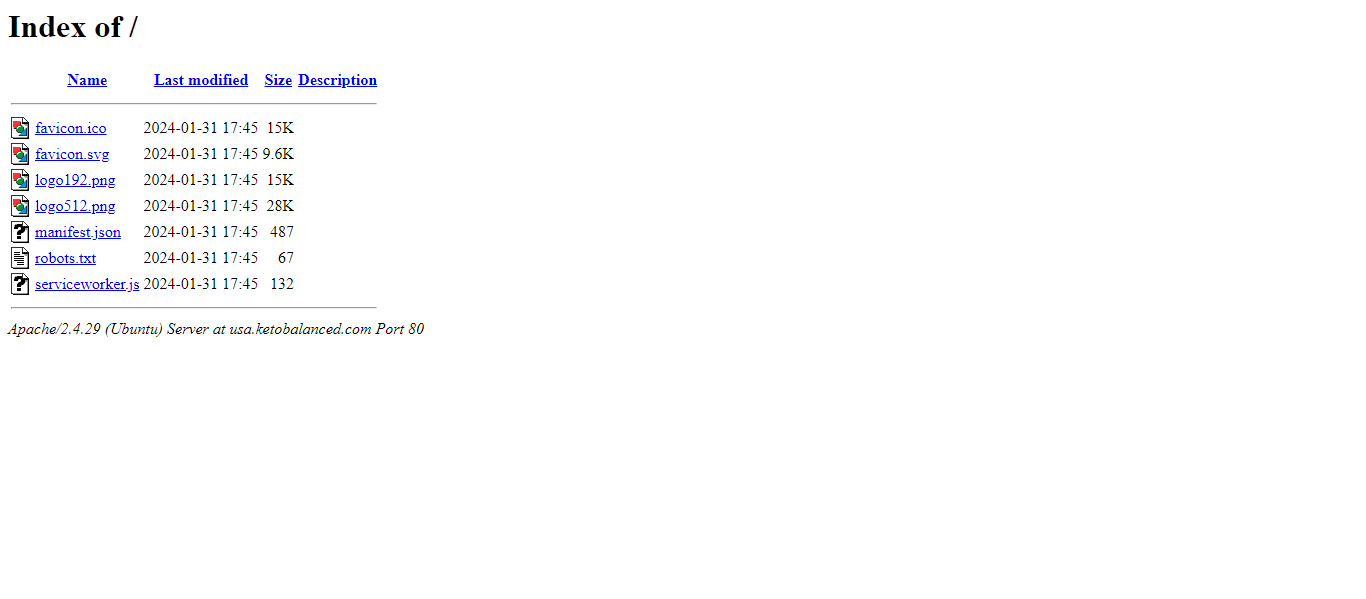 Index of /
Name Last modified Size Description
favicon.ico 2024-01-31 17:45 15K
favicon.svg 2024-01-31 17:45 9.6K
logo192.png 2024-01-31 17:45 15K
logo512.png 2024-01-31 17:45 28K
manifest.json 2024-01-31 17:45 487
robots.txt 2024-01-31 17:45 67
serviceworker.js 2024-01-31 17:45 132
Apache/2.4.29 (Ubuntu) Server at usa.ketobalanced.com Port 80